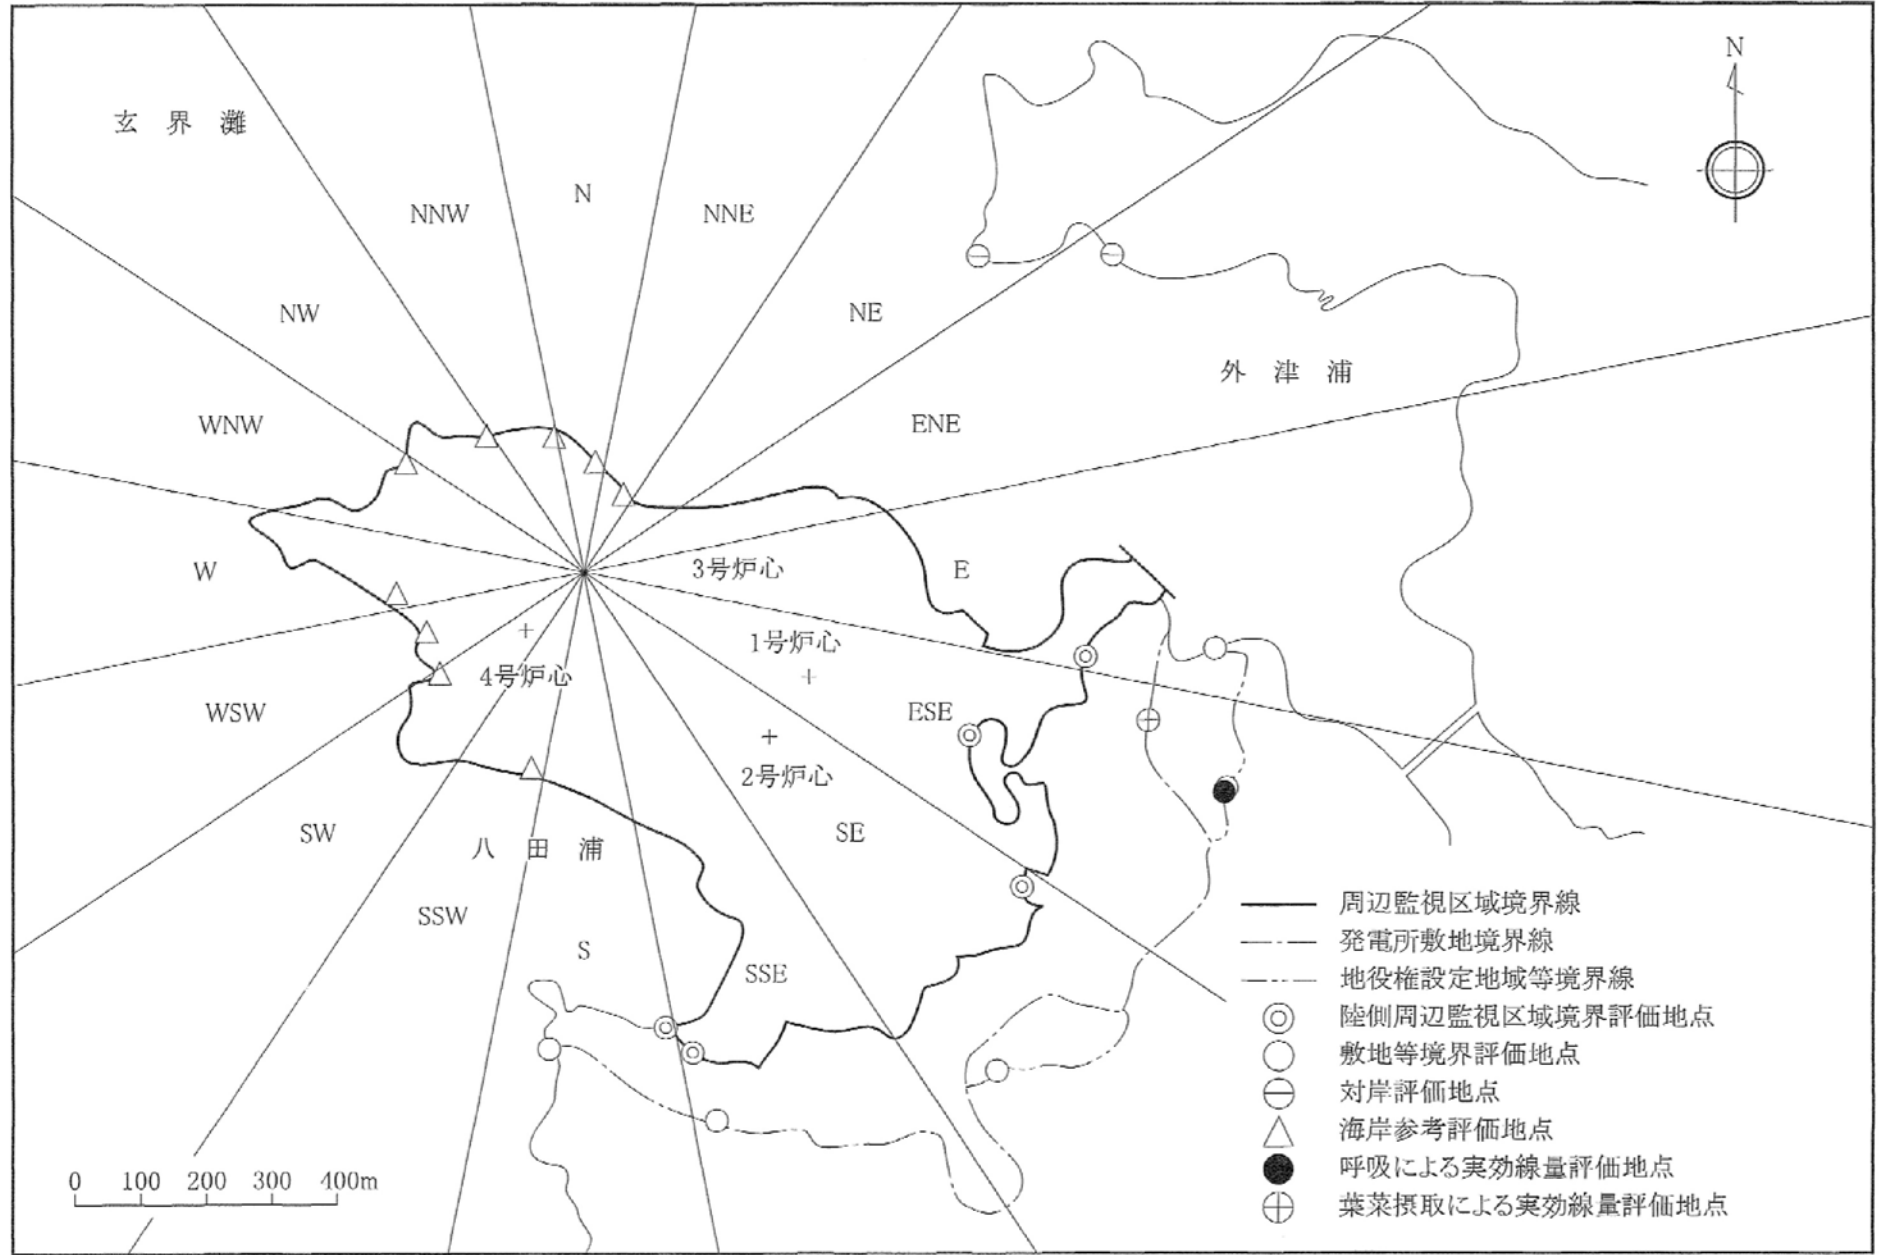 N
玄界灘
N
NNW
NNE
NW
NE
外津浦
WNW
ENE
W
3号炉心
E
1号炉心
4号炉心
WSW
ESE
2号炉心
SW
SE
八田浦
SSW
S
SSE
周辺監視区域境界線
発電所敷地境界線
地役権設定地域等境界線
陸側周辺監視区域境界評価地点
敷地等境界評価地点
対岸評価地点
海岸参考評価地点
呼吸による実効線量評価地点
葉菜摂取による実効線量評価地点
0 100 200 300 400m